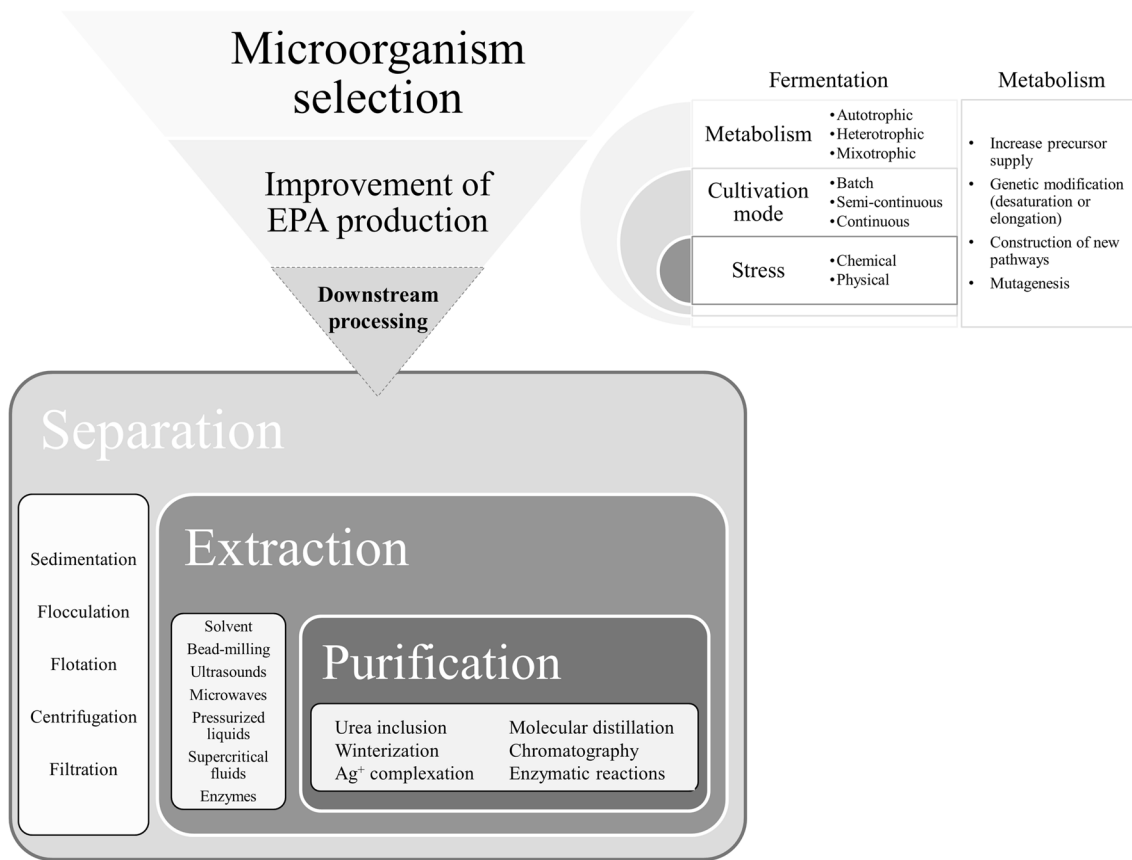 Microorganism
selection
Improvement of
EPA production
Downstream
processing
Fermentation
Metabolism
• Autotrophic
• Heterotrophic
• Mixotrophic
Cultivation
mode
• Batch
• Semi-continuous
• Continuous
Stress
• Chemical
• Physical
Metabolism
• Increase precursor
supply
• Genetic modification
(desaturation or
elongation)
• Construction of new
pathways
• Mutagenesis
Separation
Sedimentation
Flocculation
Flotation
Centrifugation
Filtration
Extraction
Solvent
Bead-milling
Ultrasounds
Microwaves
Pressurized
liquids
Supercritical
fluids
Enzymes
Purification
Urea inclusion
Winterization
Ag⁺ complexation
Molecular distillation
Chromatography
Enzymatic reactions